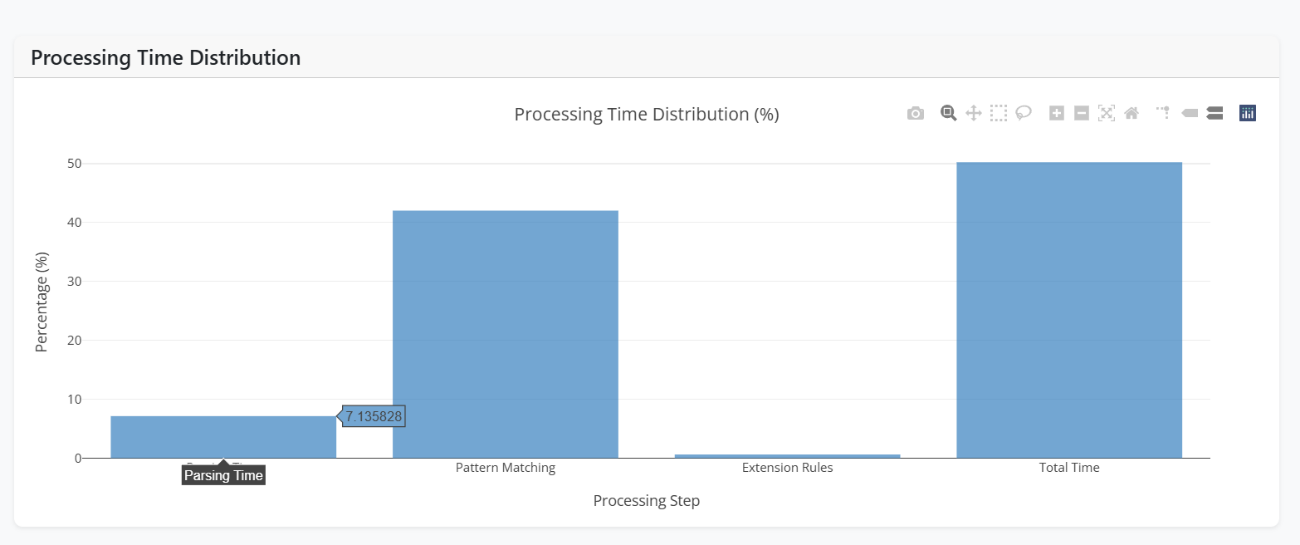 Processing Time Distribution
Processing Time Distribution (%)
50
40
30
20
10
0
Percentage (%)
7.135828
Parsing Time
Pattern Matching
Extension Rules
Total Time
Processing Step